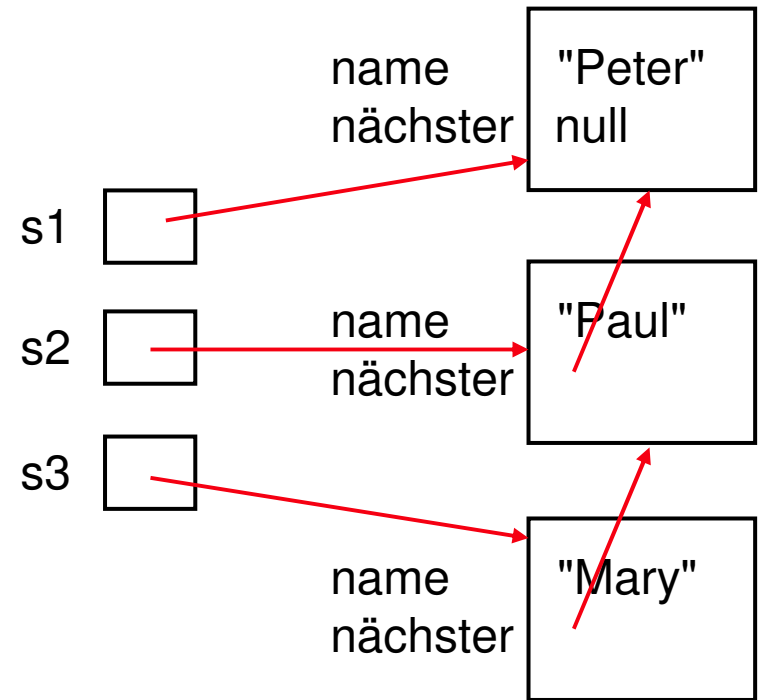 name "Peter"
nächster null
s1
s2 name "Paul"
nächster
s3
name "Mary"
nächster